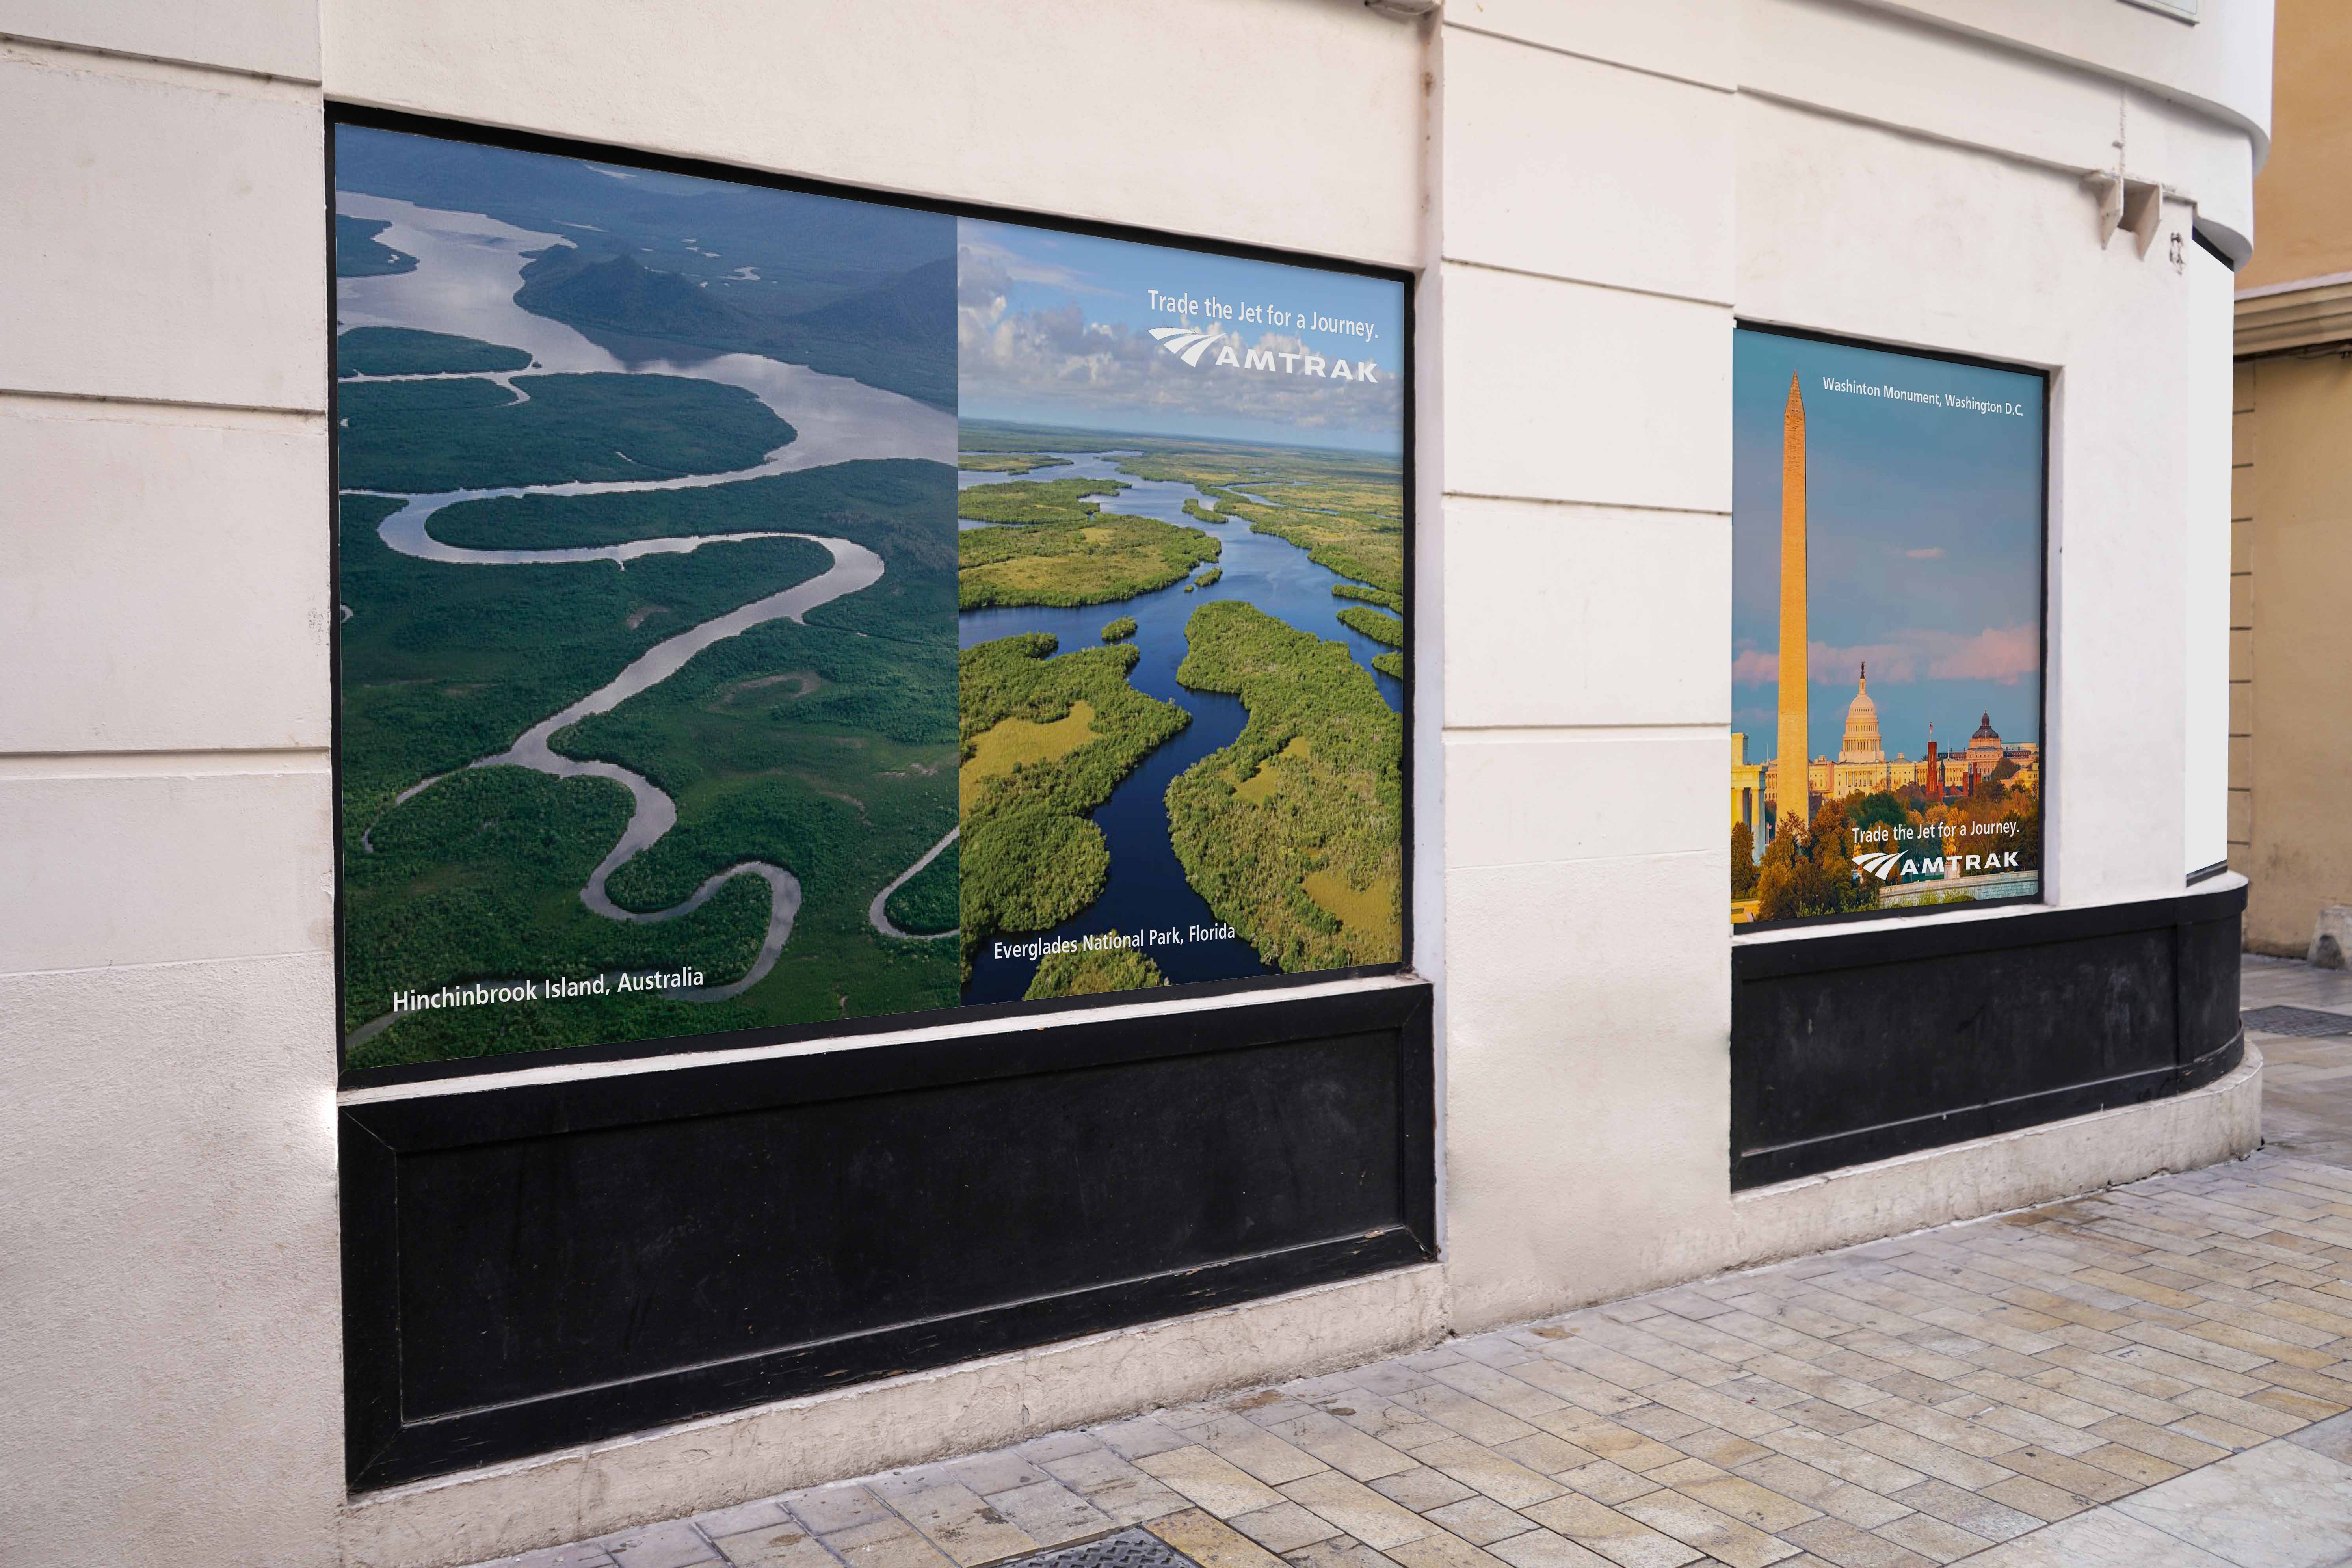 Hinchinbrook Island, Australia
Trade the Jet for a Journey.
AMTRAK
Everglades National Park, Florida
Washinton Monument, Washington D.C.
Trade the Jet for a Journey.
AMTRAK